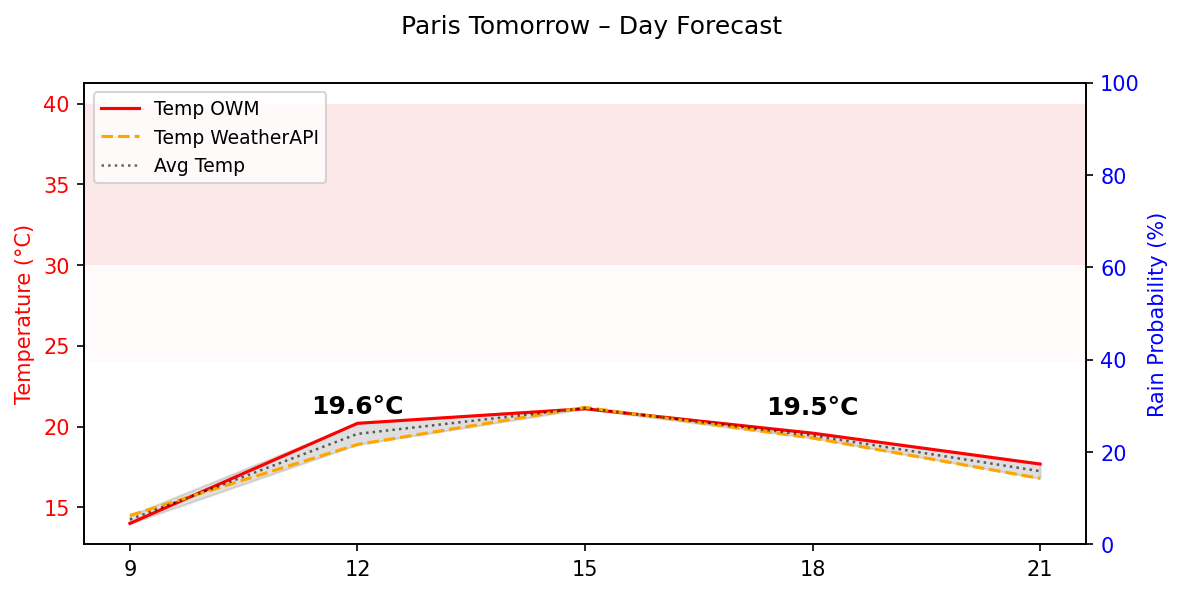 Paris Tomorrow – Day Forecast
Temp OWM
Temp WeatherAPI
Avg Temp
Temperature (°C)
40
35
30
25
20
15
19.6°C
19.5°C
100
80
60
40
20
0
Rain Probability (%)
9
12
15
18
21